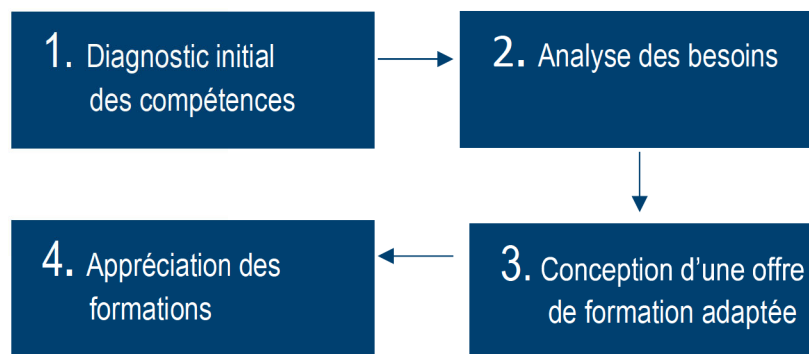 1. Diagnostic initial
des compétences
2. Analyse des besoins
3. Conception d’une offre
de formation adaptée
4. Appréciation des
formations